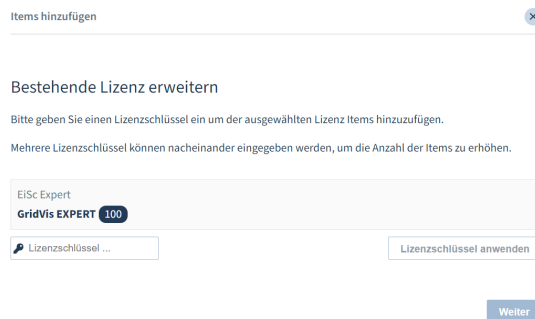 Items hinzufügen
Bestehende Lizenz erweitern
Bitte geben Sie einen Lizenzschlüssel ein um der ausgewählten Lizenz Items hinzuzufügen.
Mehrere Lizenzschlüssel können nacheinander eingegeben werden, um die Anzahl der Items zu erhöhen.
EiSc Expert
GridVis EXPERT 100
Lizenzschlüssel ... Lizenzschlüssel anwenden
Weiter